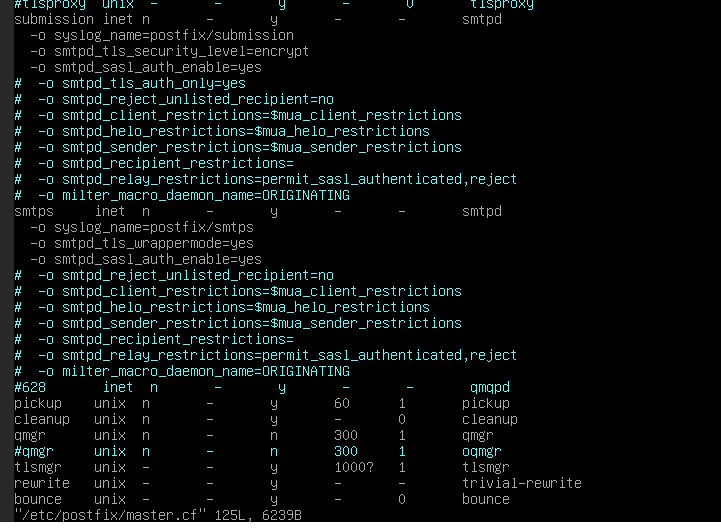 #tlsproxy  unix  -       -       y       -       0       tlsproxy
submission inet n       -       y       -       -       smtpd
  -o syslog_name=postfix/submission
  -o smtpd_tls_security_level=encrypt
  -o smtpd_sasl_auth_enable=yes
#  -o smtpd_tls_auth_only=yes
#  -o smtpd_reject_unlisted_recipient=no
#  -o smtpd_client_restrictions=$mua_client_restrictions
#  -o smtpd_helo_restrictions=$mua_helo_restrictions
#  -o smtpd_sender_restrictions=$mua_sender_restrictions
#  -o smtpd_recipient_restrictions=
#  -o smtpd_relay_restrictions=permit_sasl_authenticated,reject
#  -o milter_macro_daemon_name=ORIGINATING
smtps     inet  n       -       y       -       -       smtpd
  -o syslog_name=postfix/smtps
  -o smtpd_tls_wrappermode=yes
  -o smtpd_sasl_auth_enable=yes
#  -o smtpd_reject_unlisted_recipient=no
#  -o smtpd_client_restrictions=$mua_client_restrictions
#  -o smtpd_helo_restrictions=$mua_helo_restrictions
#  -o smtpd_sender_restrictions=$mua_sender_restrictions
#  -o smtpd_recipient_restrictions=
#  -o smtpd_relay_restrictions=permit_sasl_authenticated,reject
#  -o milter_macro_daemon_name=ORIGINATING
#628       inet  n       -       y       -       -       qmqpd
pickup    unix  n       -       y       60      1       pickup
cleanup   unix  n       -       y       -       0       cleanup
qmgr      unix  n       -       n       300     1       qmgr
#qmgr     unix  n       -       n       300     1       oqmgr
tlsmgr    unix  -       -       y       1000?   1       tlsmgr
rewrite   unix  -       -       y       -       -       trivial-rewrite
bounce    unix  -       -       y       -       0       bounce
"/etc/postfix/master.cf" 125L, 6239B